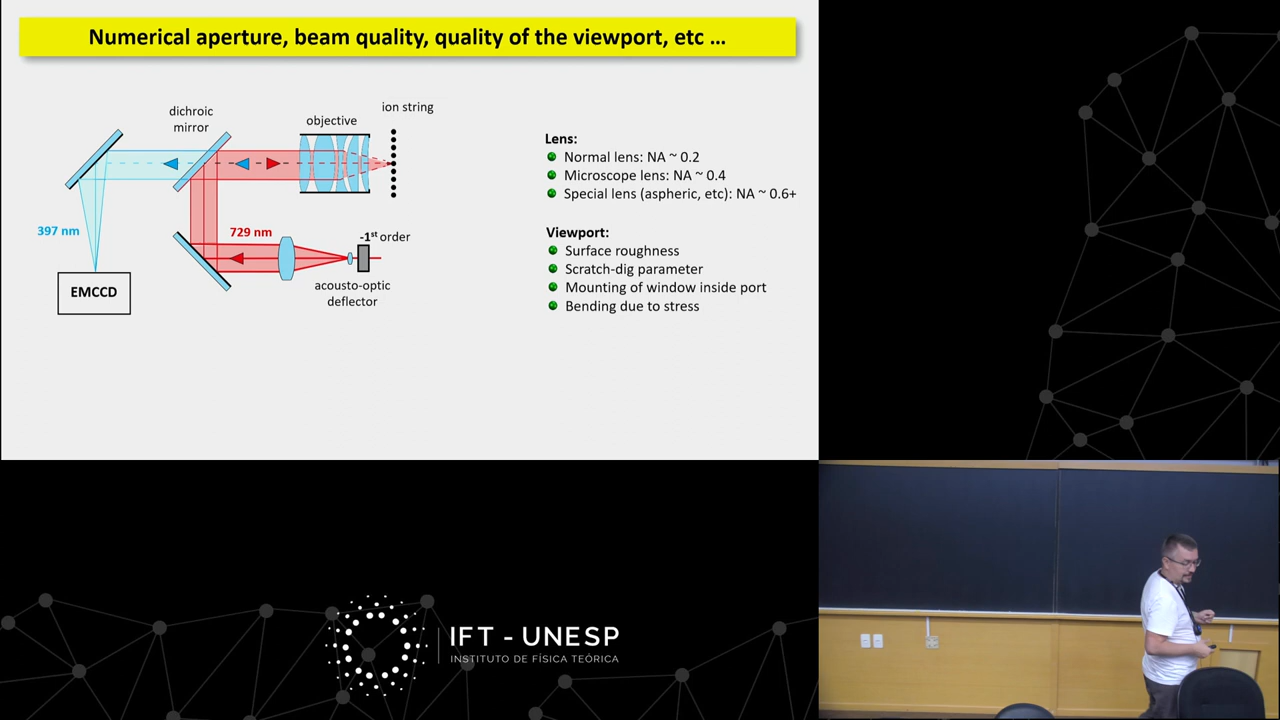 Numerical aperture, beam quality, quality of the viewport, etc ...
ion string
dichroic
mirror
objective
397 nm
729 nm
-1st order
acousto-optic
deflector
EMCCD
Lens:
Normal lens: NA ~ 0.2
Microscope lens: NA ~ 0.4
Special lens (aspheric, etc): NA ~ 0.6+
Viewport:
Surface roughness
Scratch-dig parameter
Mounting of window inside port
Bending due to stress
IFT - UNESP
INSTITUTO DE FÍSICA TEÓRICA